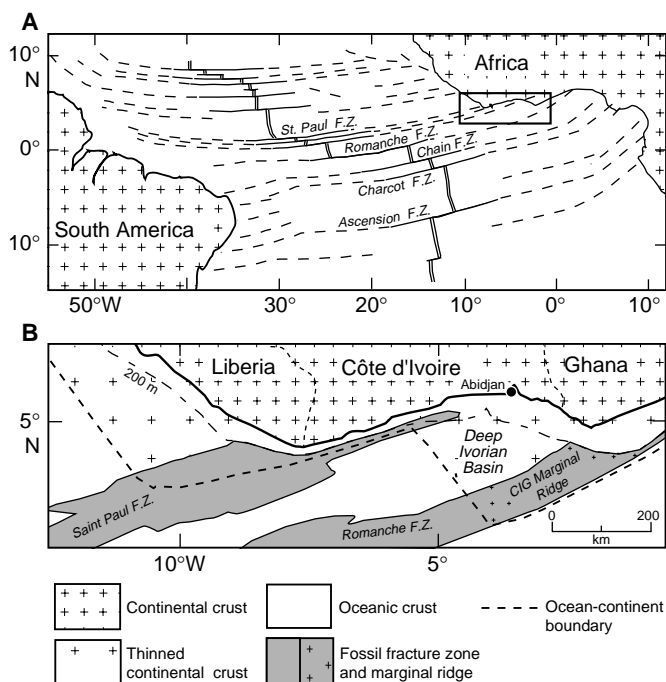 A
10°
N
0°
10°
Africa
St. Paul F.Z.
Romanche F.Z.
Chain F.Z.
Charcot F.Z.
Ascension F.Z.
South America
50°W
30°
20°
10°
0°
10°
B
Liberia
Côte d'Ivoire
Ghana
200 m
Abidjan
5°
N
Deep
Ivorian
Basin
CIG Marginal
Ridge
Saint Paul F.Z.
Romanche F.Z.
0
200
km
10°W
5°
Continental crust
Oceanic crust
Ocean-continent
boundary
Thinned
continental crust
Fossil fracture zone
and marginal ridge